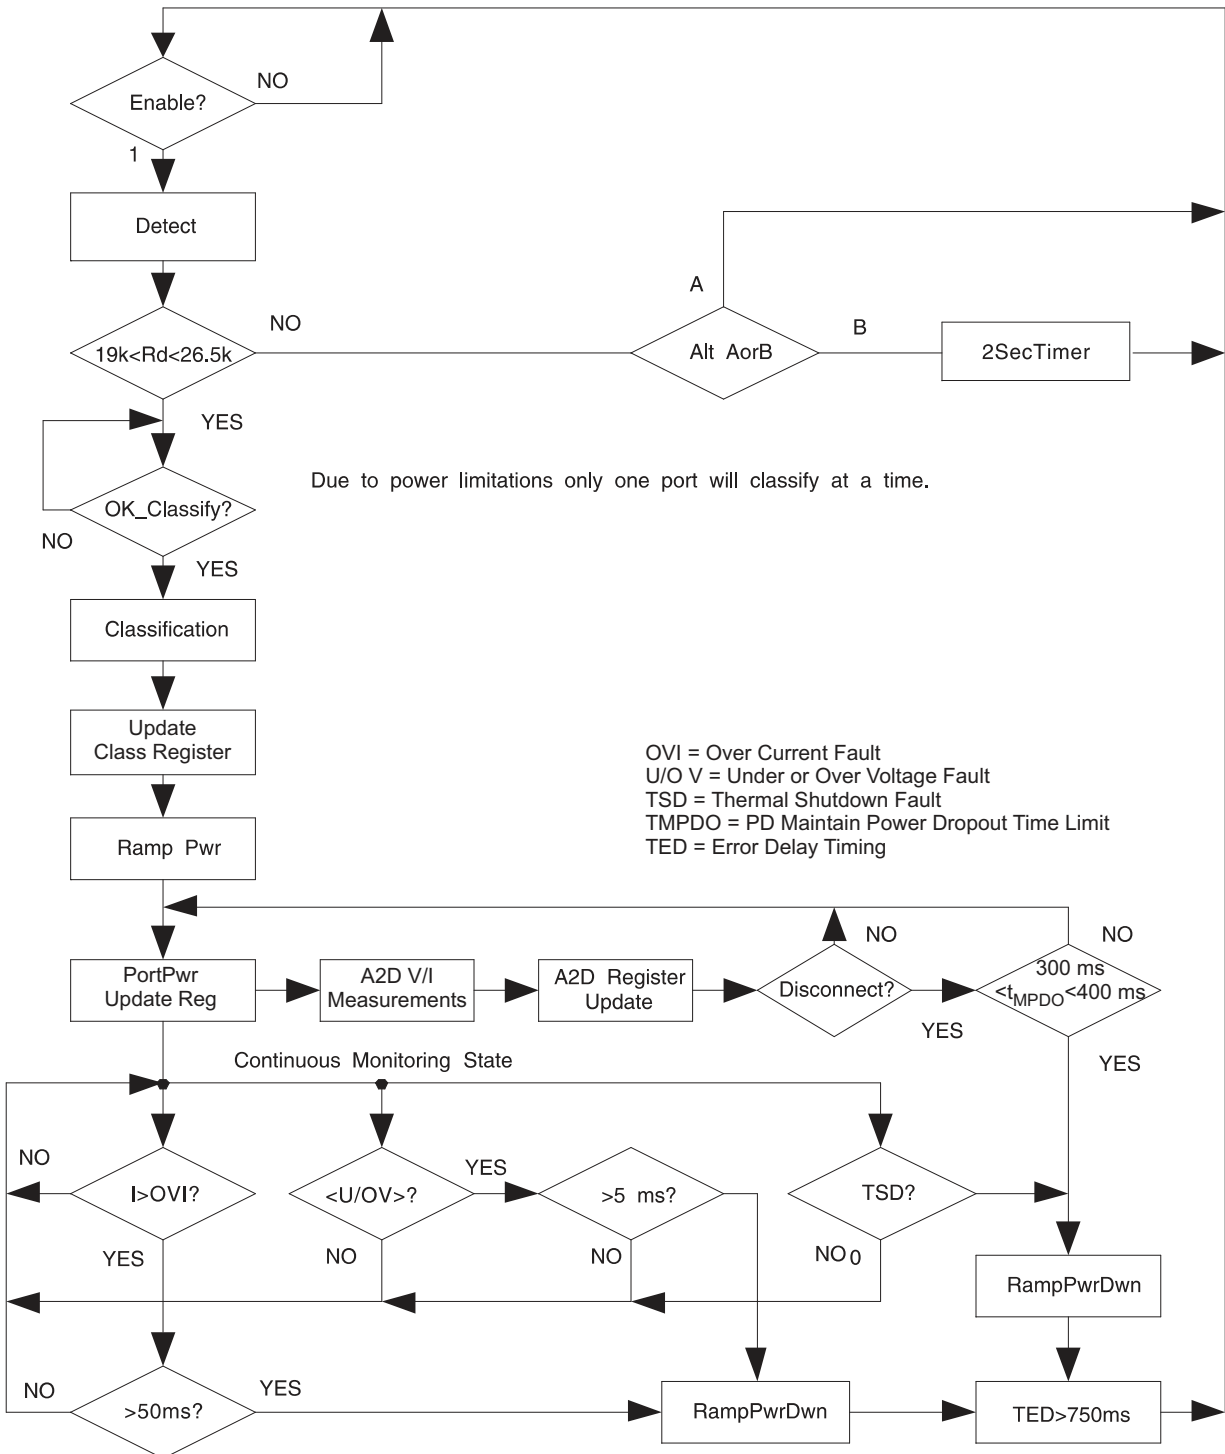 NO
Enable?
1
Detect
A
NO
B
19k<Rd<26.5k
Alt AorB
2SecTimer
YES
Due to power limitations only one port will classify at a time.
OK_Classify?
NO
YES
Classification
Update
Class Register
OVI = Over Current Fault
U/O V = Under or Over Voltage Fault
TSD = Thermal Shutdown Fault
TMPDO = PD Maintain Power Dropout Time Limit
TED = Error Delay Timing
Ramp Pwr
NO
NO
PortPwr
Update Reg
A2D V/I
Measurements
A2D Register
Update
Disconnect?
300 ms
<tMPDO<400 ms
YES
YES
Continuous Monitoring State
NO
YES
I>OVI?
<U/OV>?
>5 ms?
TSD?
YES
NO
NO
NO 0
RampPwrDwn
NO
YES
>50ms?
RampPwrDwn
TED>750ms